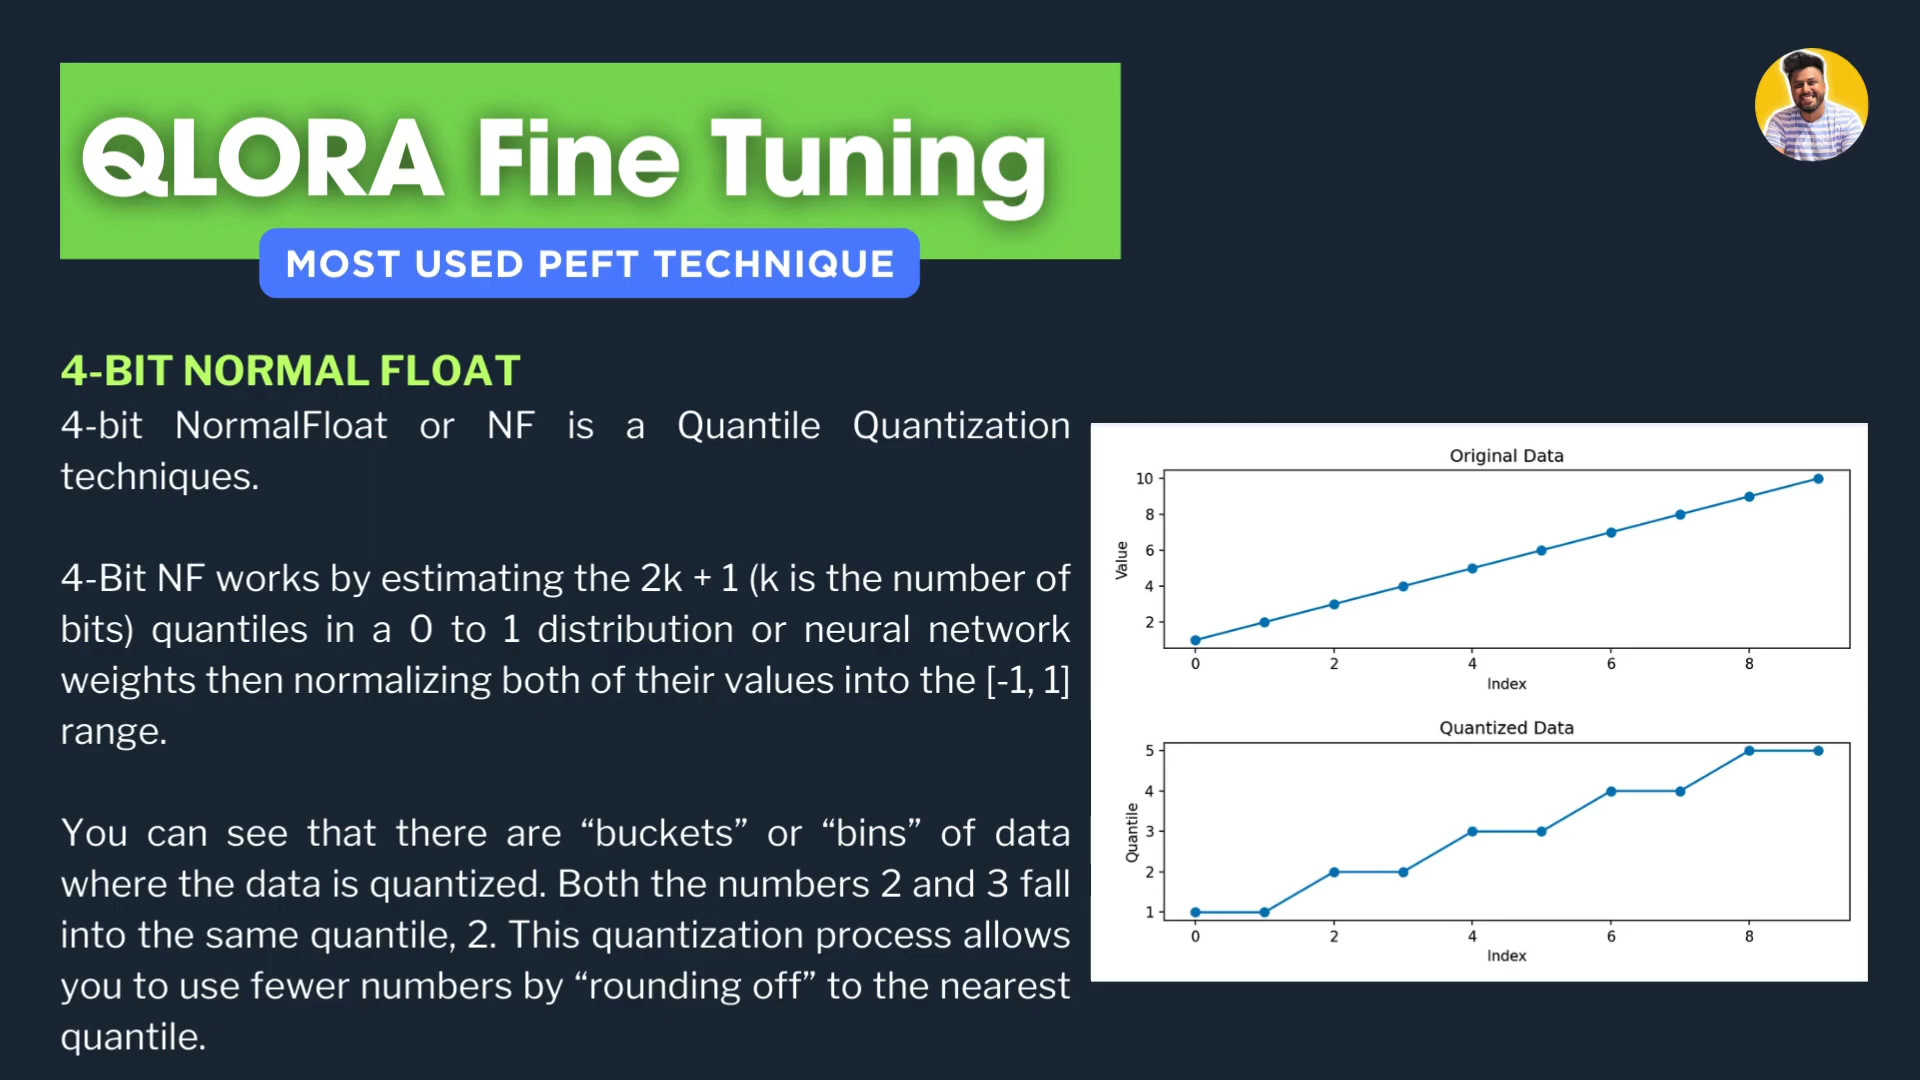 QLORA Fine Tuning
MOST USED PEFT TECHNIQUE
4-BIT NORMAL FLOAT
4-bit NormalFloat or NF is a Quantile Quantization
techniques.
4-Bit NF works by estimating the 2k + 1 (k is the number of
bits) quantiles in a 0 to 1 distribution or neural network
weights then normalizing both of their values into the [-1, 1]
range.
You can see that there are “buckets” or “bins” of data
where the data is quantized. Both the numbers 2 and 3 fall
into the same quantile, 2. This quantization process allows
you to use fewer numbers by “rounding off” to the nearest
quantile.
Original Data
Value
10
8
6
4
2
0 2 4 6 8
Index
Quantized Data
Quantile
5
4
3
2
1
0 2 4 6 8
Index